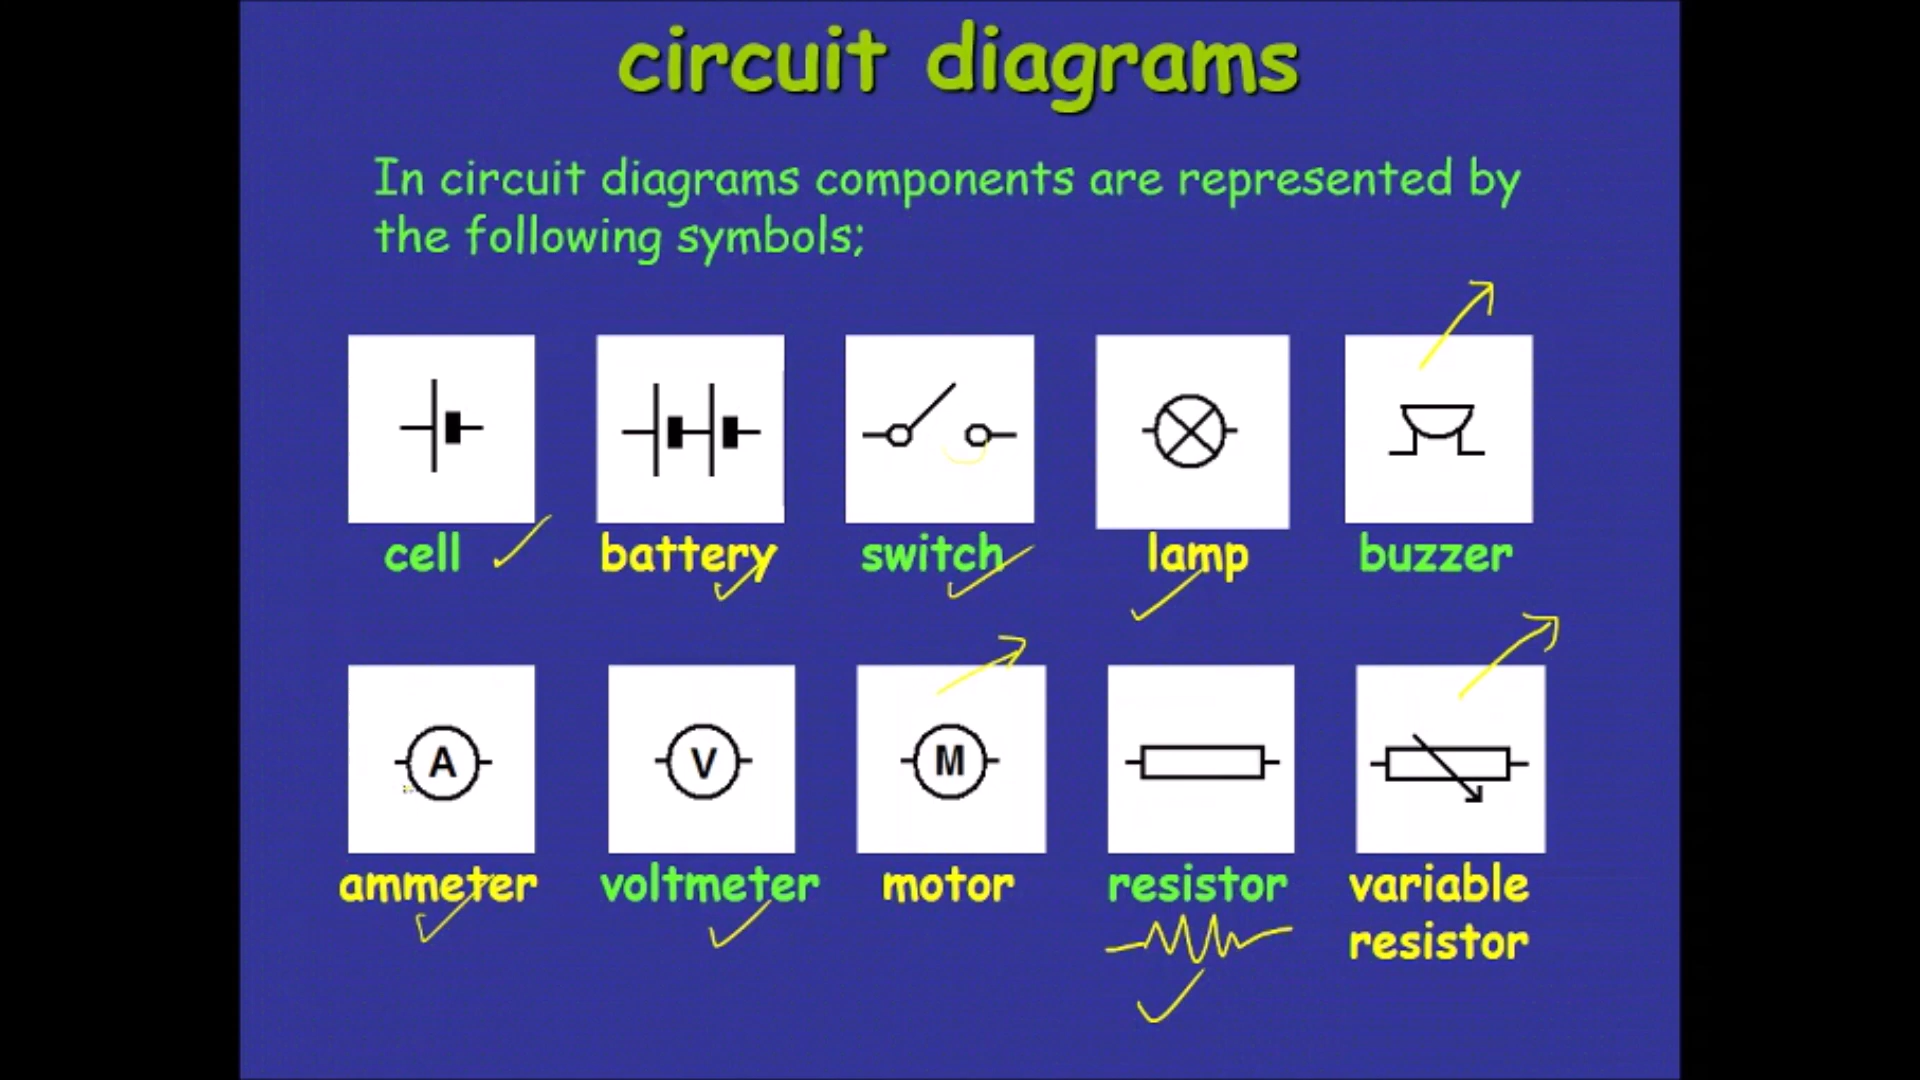 circuit diagrams
In circuit diagrams components are represented by
the following symbols;
cell battery switch lamp buzzer
A V M
ammeter voltmeter motor resistor variable
resistor